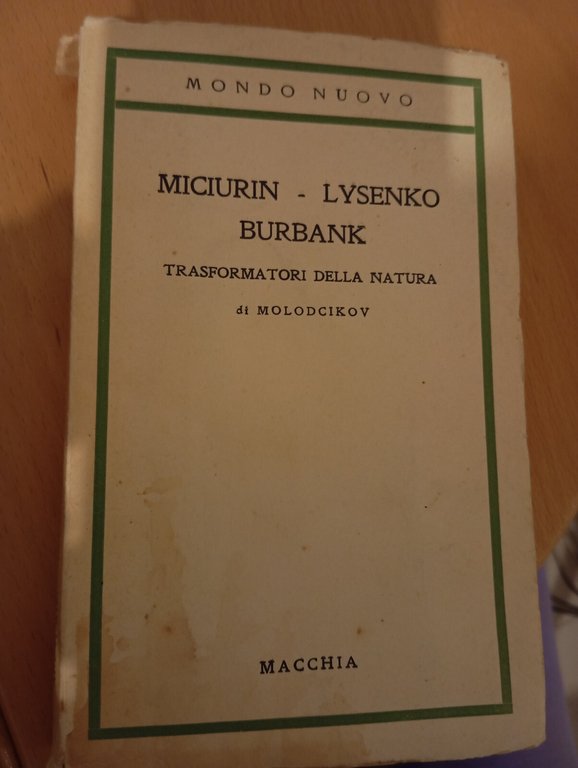 MONDO NUOVO
MICIURIN - LYSENKO
BURBANK
TRASFORMATORI DELLA NATURA
di MOLODCIKOV
MACCHIA